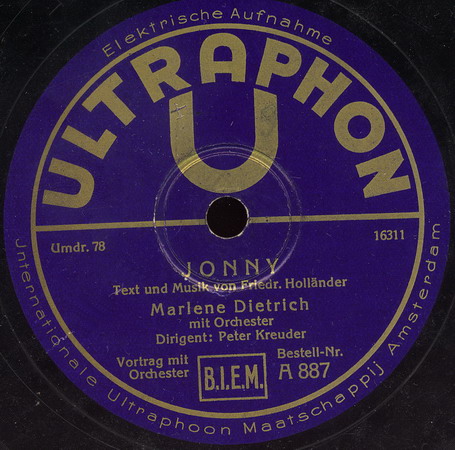 Elektrische Aufnahme
ULTRAPHON
U
Umdr. 78
16311
JONNY
Text und Musik von Friedr. Holländer
Marlene Dietrich
mit Orchester
Dirigent: Peter Kreuder
Vortrag mit
Orchester
B.I.E.M.
Bestell-Nr.
A 887
Jnternationale Ultraphoon Maatschappij Amsterdam